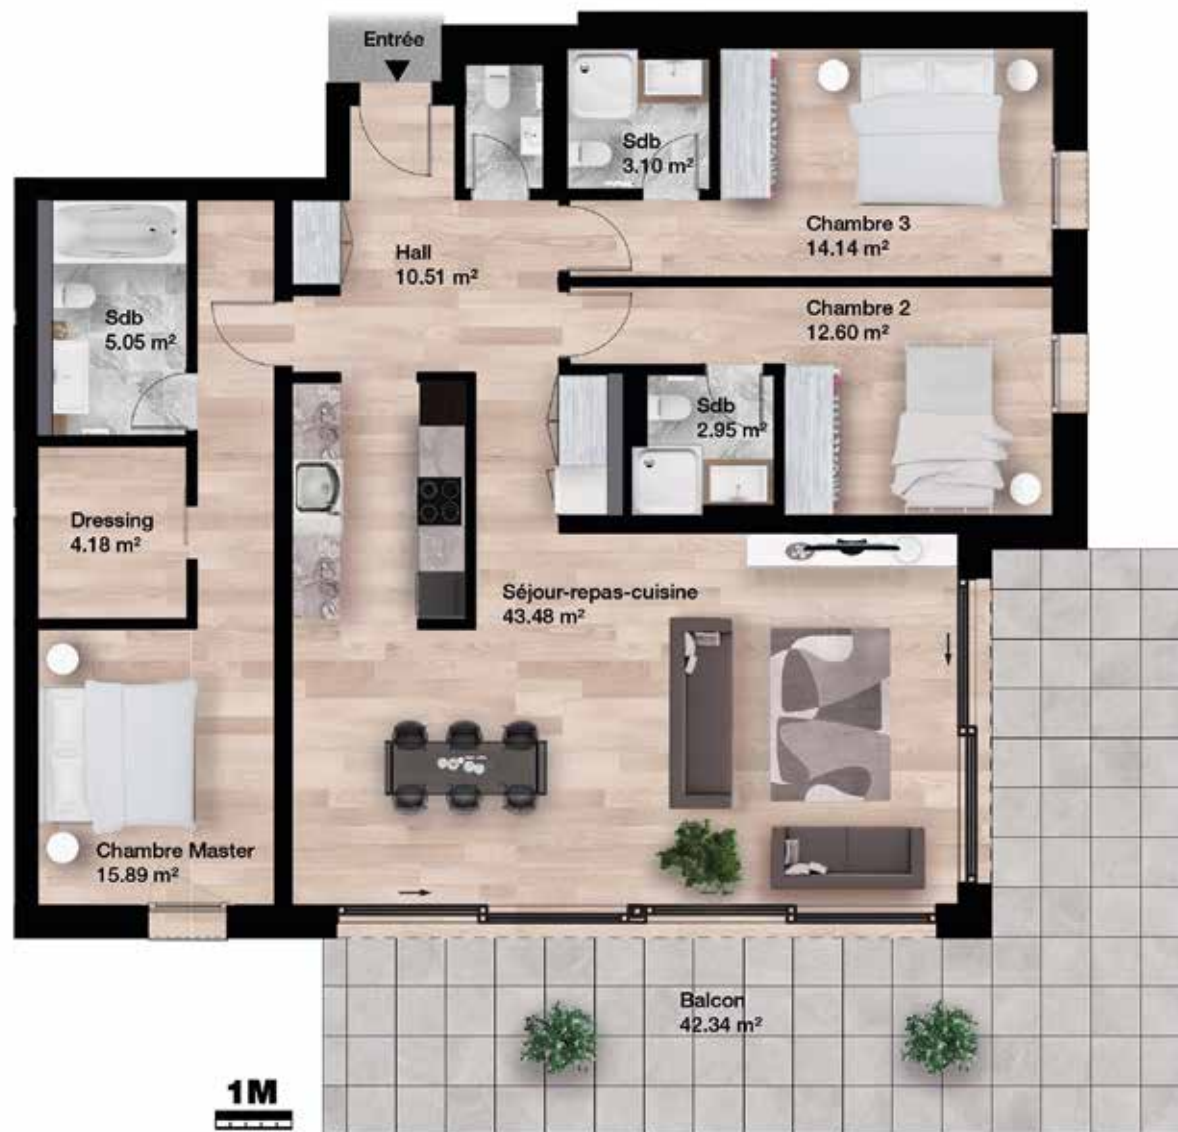 Entrée
Sdb
3.10 m²
Chambre 3
14.14 m²
Hall
10.51 m²
Sdb
5.05 m²
Chambre 2
12.60 m²
Sdb
2.95 m²
Dressing
4.18 m²
Séjour-repas-cuisine
43.48 m²
Chambre Master
15.89 m²
Balcon
42.34 m²
1M